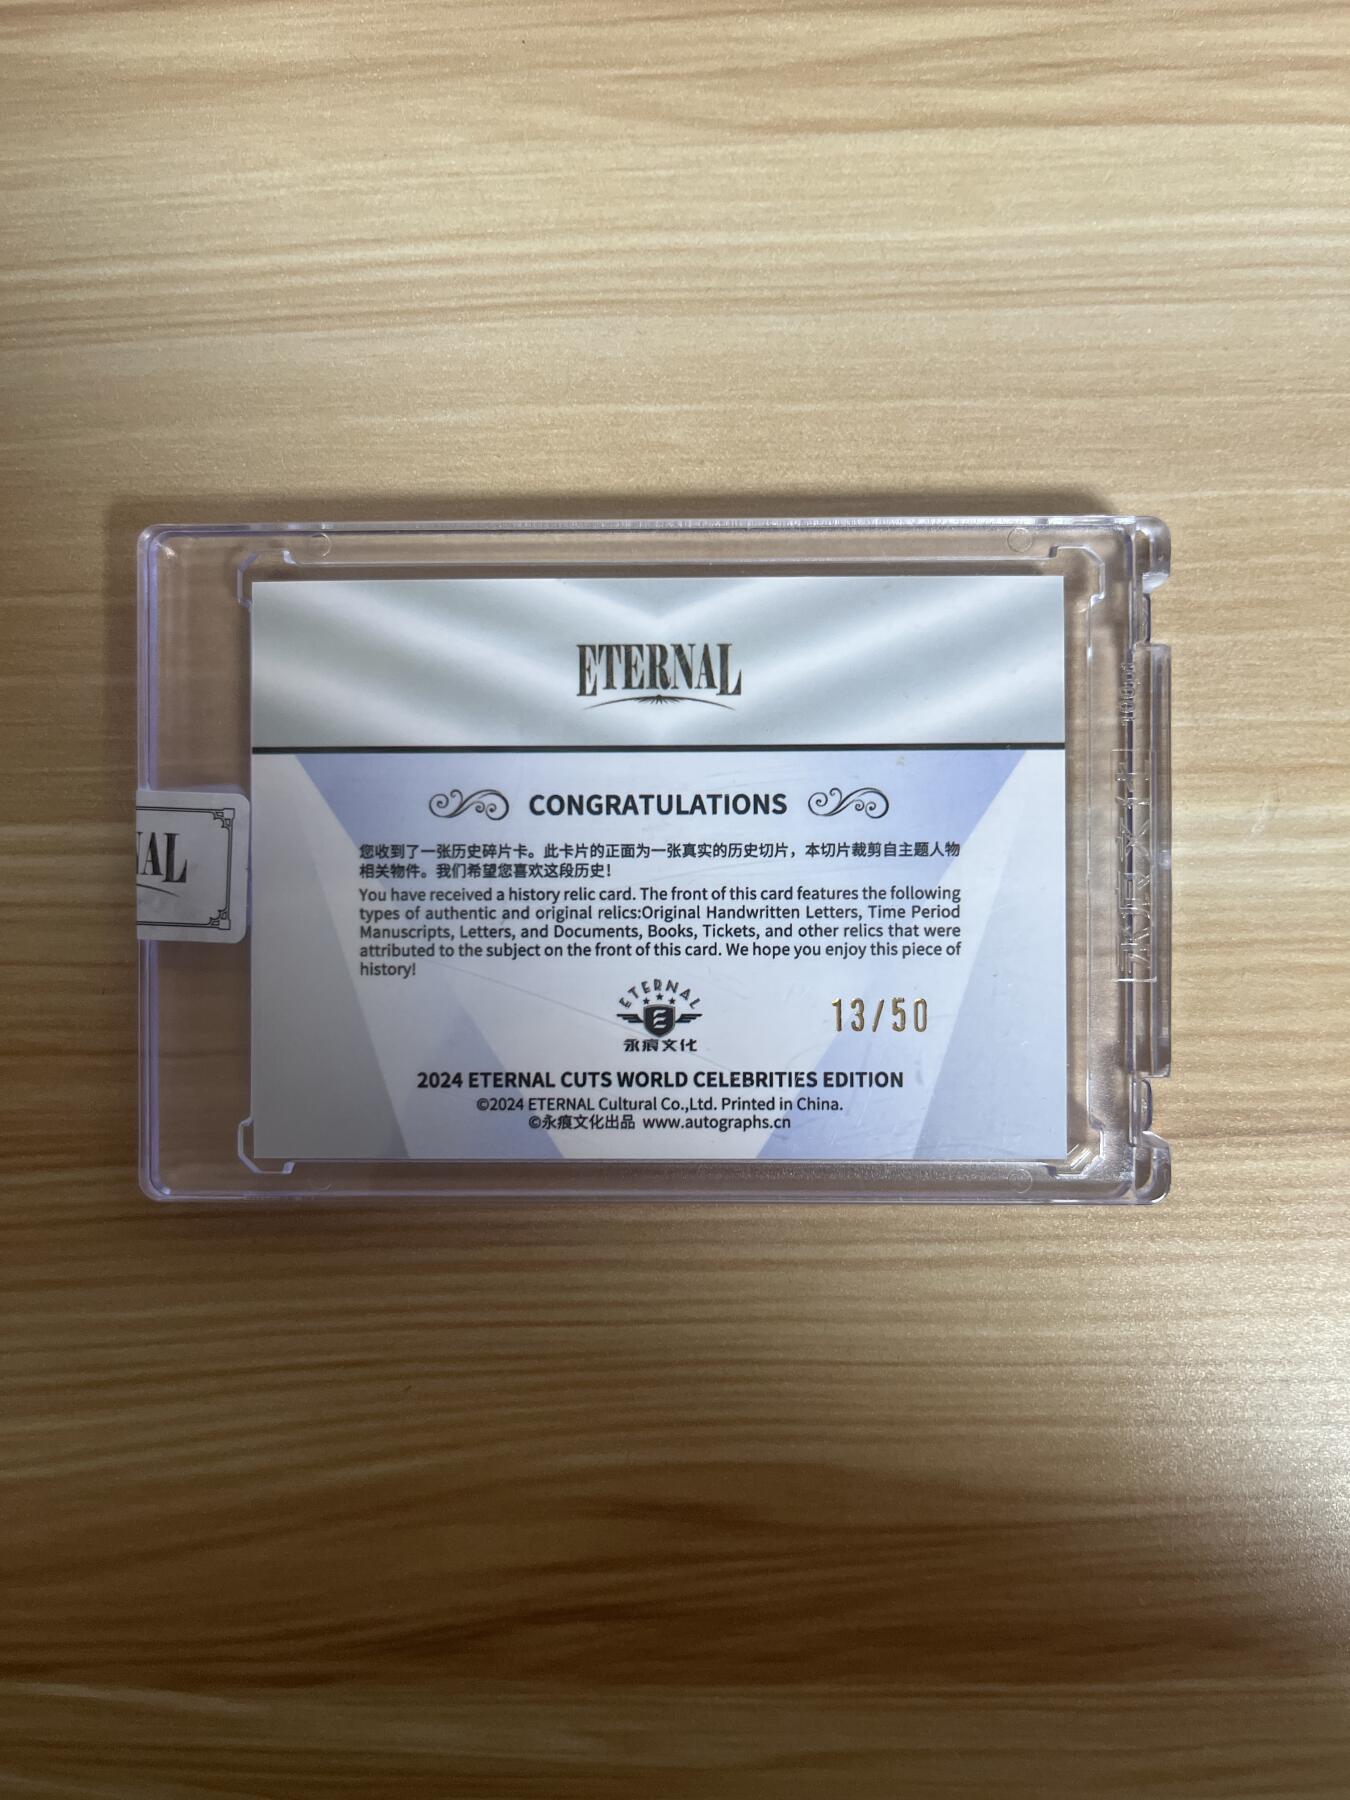 ETERNAL
CONGRATULATIONS
您收到了一张历史碎片卡。此卡片的正面为一张真实的历史切片，本切片裁剪自主题人物
相关物件。我们希望您喜欢这段历史！
You have received a history relic card. The front of this card features the following
types of authentic and original relics:Original Handwritten Letters, Time Period
Manuscripts, Letters, and Documents, Books, Tickets, and other relics that were
attributed to the subject on the front of this card. We hope you enjoy this piece of
history!
NAL
ETERNAL
永痕文化
13/50
2024 ETERNAL CUTS WORLD CELEBRITIES EDITION
©2024 ETERNAL Cultural Co.,Ltd. Printed in China.
©永痕文化出品 www.autographs.cn
永痕文化